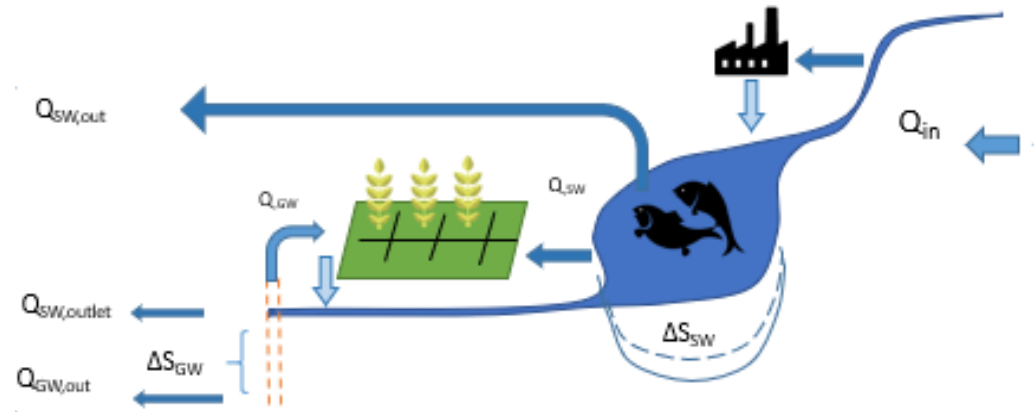 Q_SW,out
Q_in
Q_,SW
Q_,GW
Q_SW,outlet
ΔS_SW
ΔS_GW
Q_GW,out